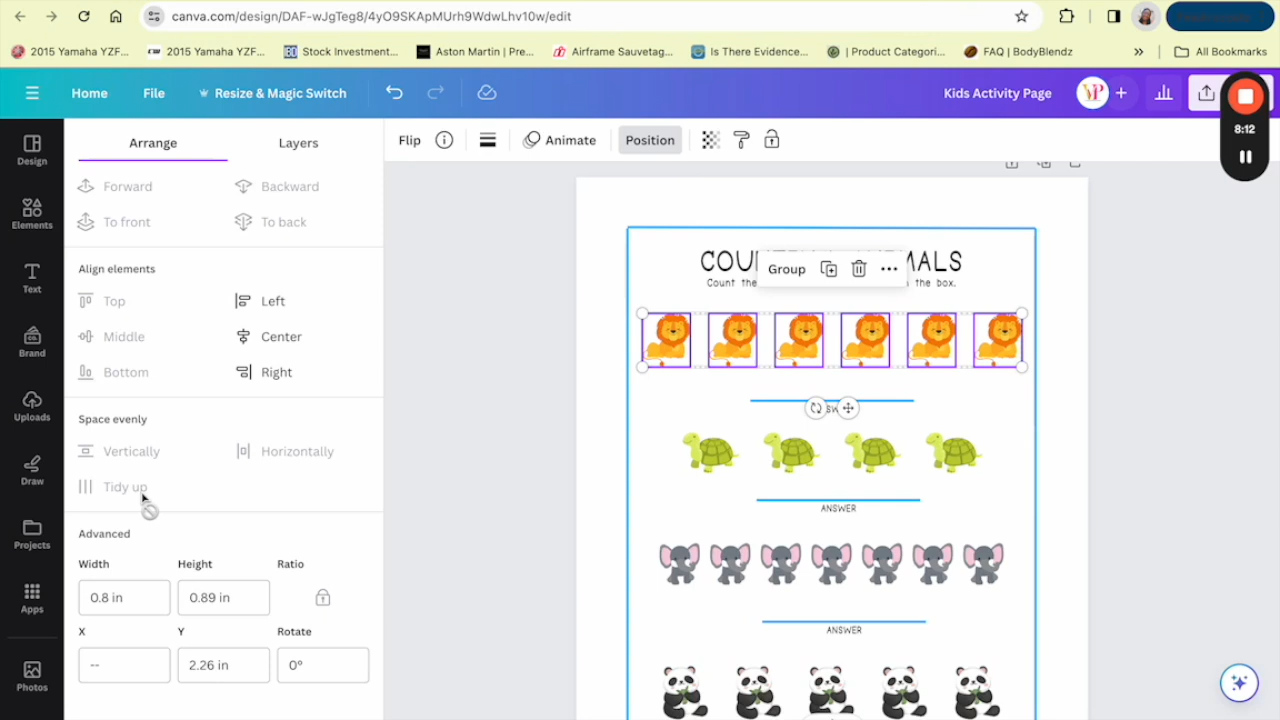 canva.com/design/DAF-wJgTeg8/4yO9SKApMUrh9WdwLhv10w/edit
2015 Yamaha YZF...
2015 Yamaha YZF...
Stock Investment...
Aston Martin | Pre...
Airframe Sauvetag...
Is There Evidence...
| Product Categori...
FAQ | BodyBlendz
»
All Bookmarks
Home
File
Resize & Magic Switch
Kids Activity Page
8:12
Design
Elements
Text
Brand
Uploads
Draw
Projects
Apps
Photos
Arrange
Layers
Forward
Backward
To front
To back
Align elements
Top
Left
Middle
Center
Bottom
Right
Space evenly
Vertically
Horizontally
Tidy up
Advanced
Width
Height
Ratio
0.8 in
0.89 in
X
Y
Rotate
--
2.26 in
0°
Flip
Animate
Position
Count the
the box.
Group
ANSWER
ANSWER